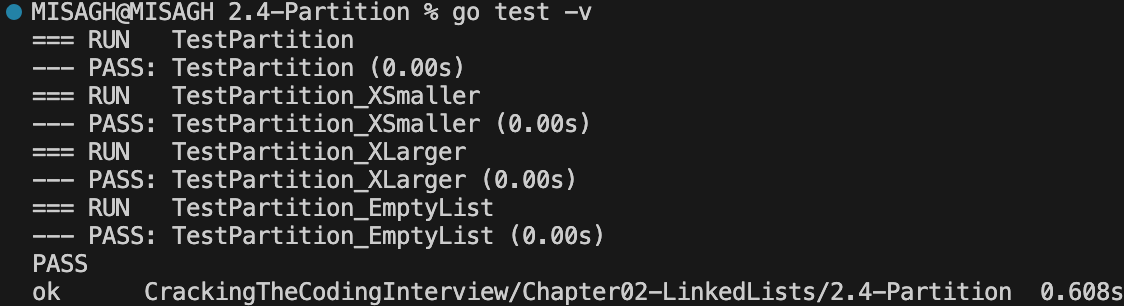 MISAGH@MISAGH 2.4-Partition % go test -v
=== RUN   TestPartition
--- PASS: TestPartition (0.00s)
=== RUN   TestPartition_XSmaller
--- PASS: TestPartition_XSmaller (0.00s)
=== RUN   TestPartition_XLarger
--- PASS: TestPartition_XLarger (0.00s)
=== RUN   TestPartition_EmptyList
--- PASS: TestPartition_EmptyList (0.00s)
PASS
ok      CrackingTheCodingInterview/Chapter02-LinkedLists/2.4-Partition  0.608s